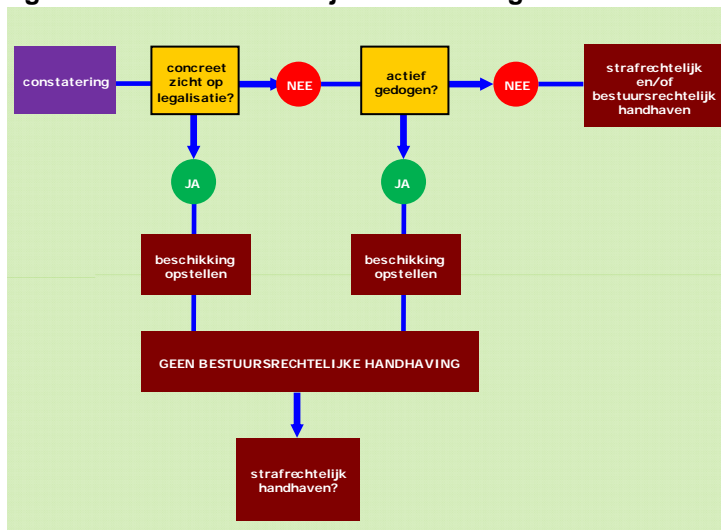 constatering
concreet
zicht op
legalisatie?
NEE
actief
gedogen?
NEE
strafrechtelijk
en/of
bestuursrechtelijk
handhaven
JA
JA
beschikking
opstellen
beschikking
opstellen
GEEN BESTUURSRECHTELIJKE HANDHAVING
strafrechtelijk
handhaven?